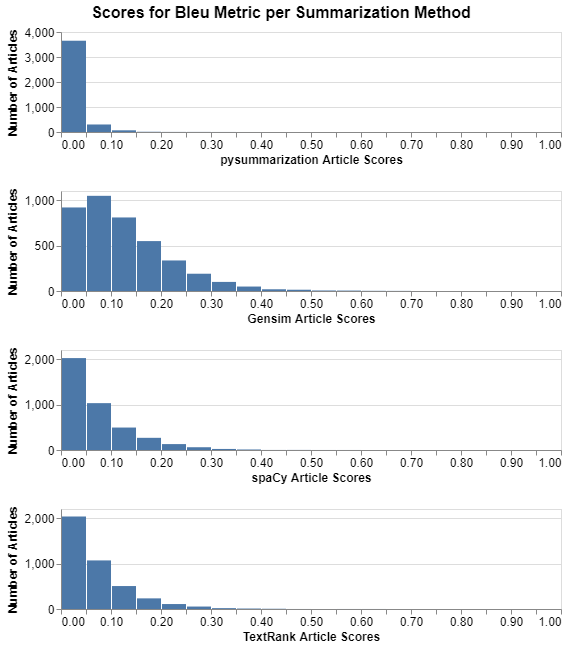 Scores for Bleu Metric per Summarization Method
Number of Articles
4,000
3,000
2,000
1,000
0
0.00 0.10 0.20 0.30 0.40 0.50 0.60 0.70 0.80 0.90 1.00
pysummarization Article Scores
Number of Articles
1,000
500
0
0.00 0.10 0.20 0.30 0.40 0.50 0.60 0.70 0.80 0.90 1.00
Gensim Article Scores
Number of Articles
2,000
1,000
0
0.00 0.10 0.20 0.30 0.40 0.50 0.60 0.70 0.80 0.90 1.00
spaCy Article Scores
Number of Articles
2,000
1,000
0
0.00 0.10 0.20 0.30 0.40 0.50 0.60 0.70 0.80 0.90 1.00
TextRank Article Scores